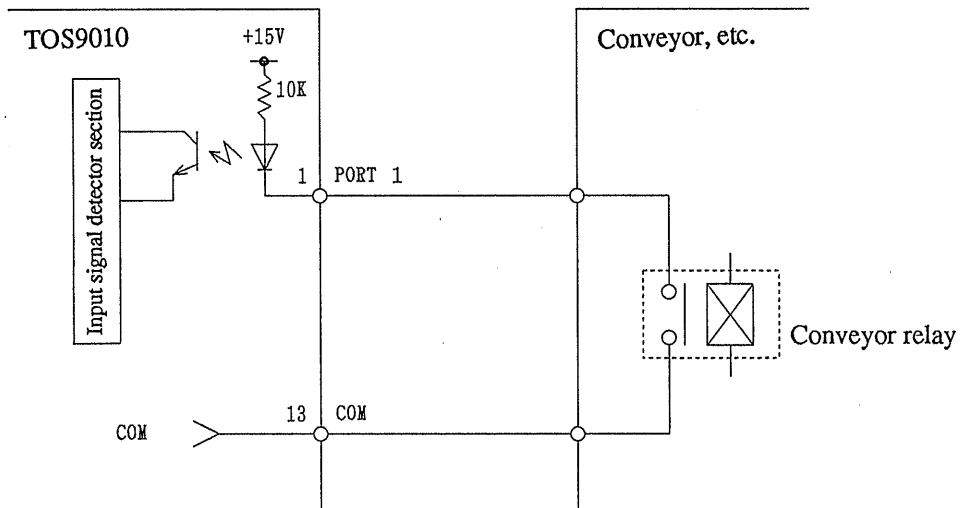 TOS9010
+15V
Conveyor, etc.
10K
Input signal detector section
1 PORT 1
Conveyor relay
13 COM
COM